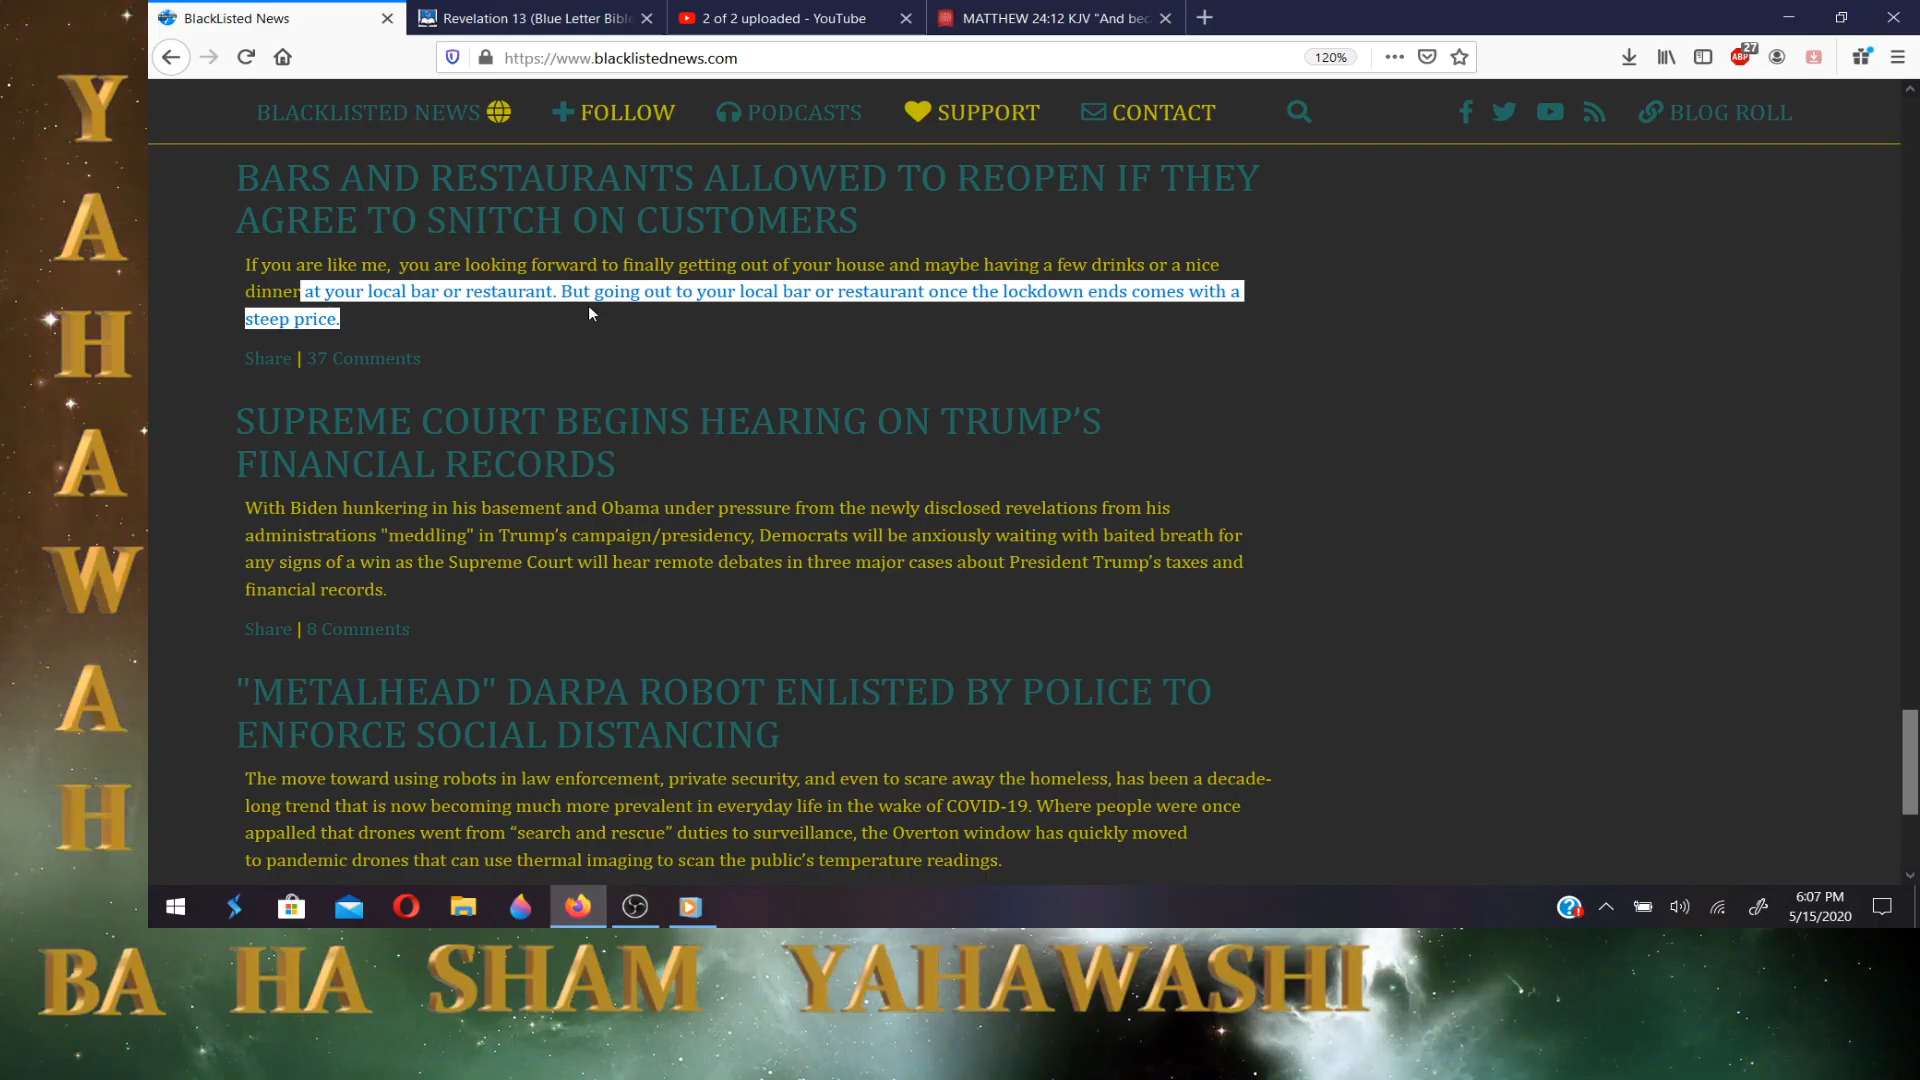 BlackListed News
Revelation 13 (Blue Letter Bible
2 of 2 uploaded - YouTube
MATTHEW 24:12 KJV "And bec
https://www.blacklistednews.com
120%
ABP
27
BLACKLISTED NEWS
FOLLOW
PODCASTS
SUPPORT
CONTACT
BLOG ROLL
BARS AND RESTAURANTS ALLOWED TO REOPEN IF THEY
AGREE TO SNITCH ON CUSTOMERS
If you are like me, you are looking forward to finally getting out of your house and maybe having a few drinks or a nice
dinner at your local bar or restaurant. But going out to your local bar or restaurant once the lockdown ends comes with a
steep price.
Share | 37 Comments
SUPREME COURT BEGINS HEARING ON TRUMP'S
FINANCIAL RECORDS
With Biden hunkering in his basement and Obama under pressure from the newly disclosed revelations from his
administrations "meddling" in Trump's campaign/presidency, Democrats will be anxiously waiting with baited breath for
any signs of a win as the Supreme Court will hear remote debates in three major cases about President Trump's taxes and
financial records.
Share | 8 Comments
"METALHEAD" DARPA ROBOT ENLISTED BY POLICE TO
ENFORCE SOCIAL DISTANCING
The move toward using robots in law enforcement, private security, and even to scare away the homeless, has been a decade-
long trend that is now becoming much more prevalent in everyday life in the wake of COVID-19. Where people were once
appalled that drones went from “search and rescue” duties to surveillance, the Overton window has quickly moved
to pandemic drones that can use thermal imaging to scan the public's temperature readings.
6:07 PM
5/15/2020
YAHAWAH
BA HA SHAM YAHAWASHI